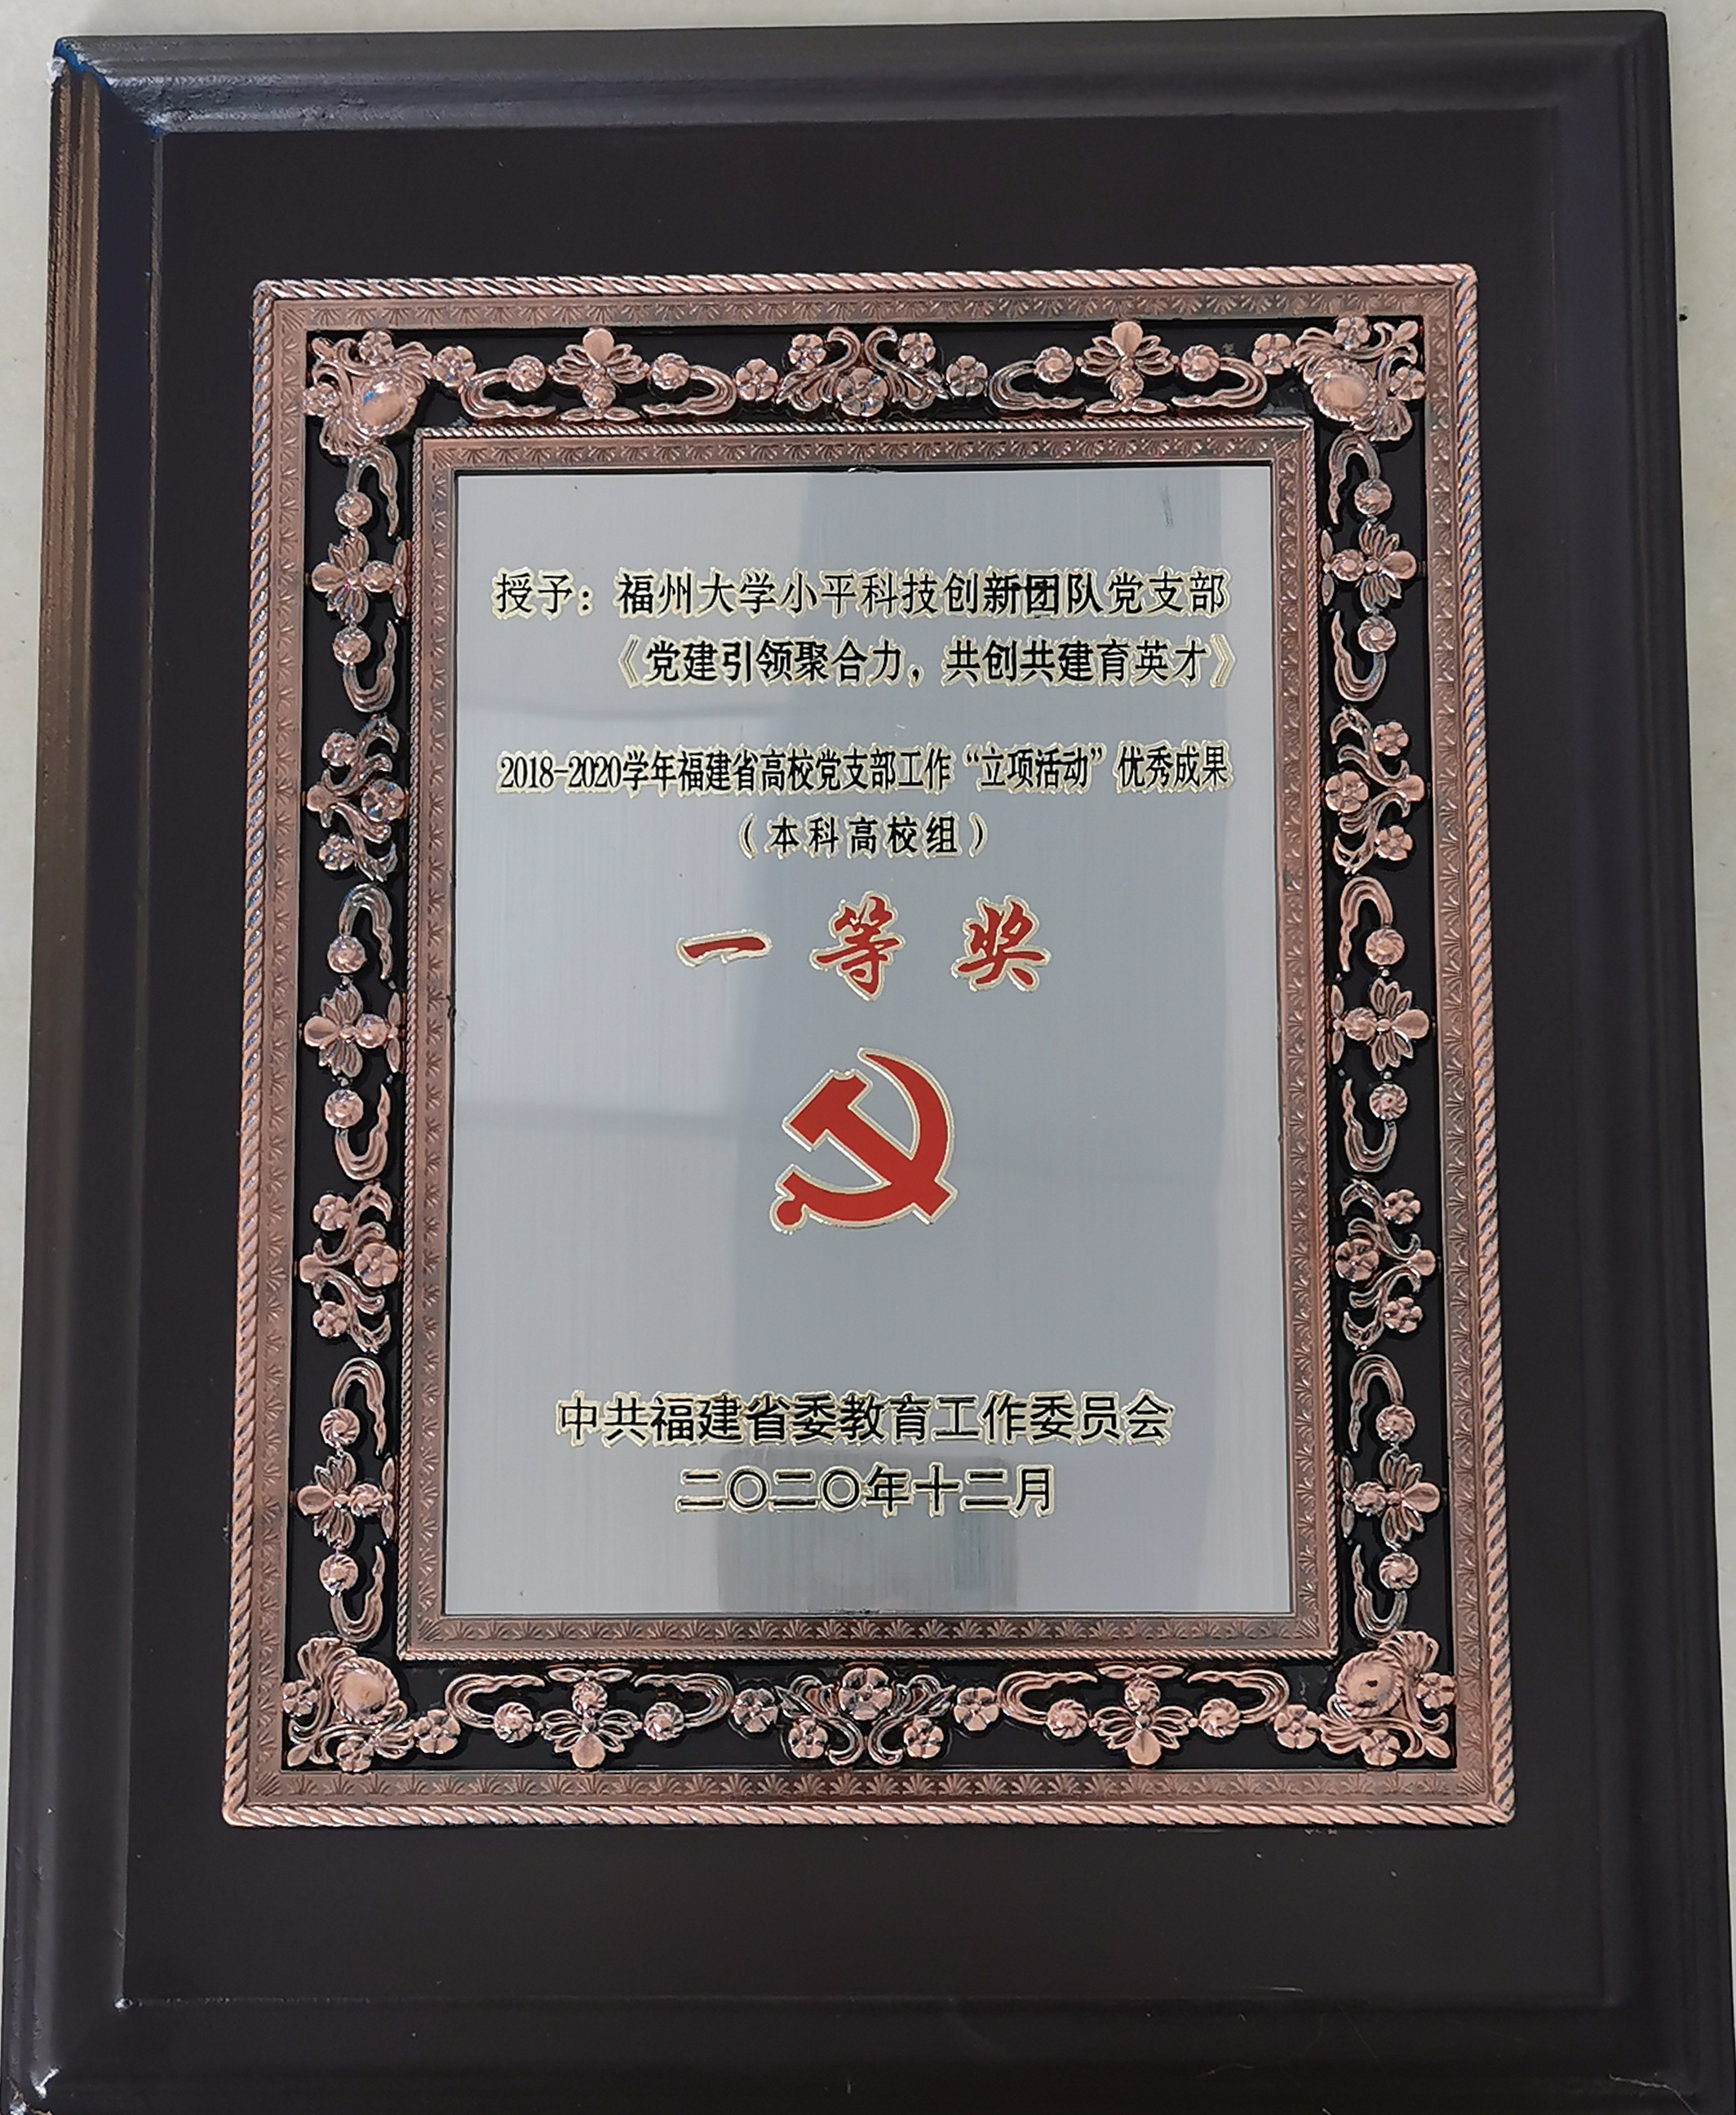 授予：福州大学小平科技创新团队党支部
《党建引领聚合力，共创共建育英才》
2018-2020学年福建省高校党支部工作“立项活动”优秀成果
（本科高校组）
一等奖
中共福建省委教育工作委员会
二〇二〇年十二月